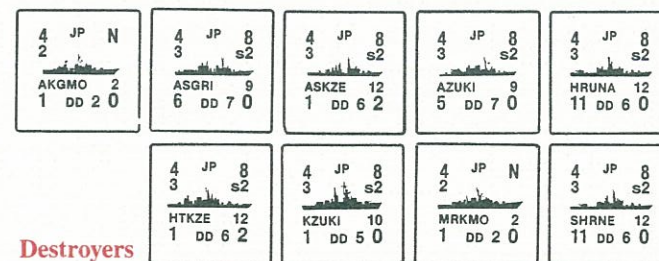 4 JP N
2
AKGMO 2
1 DD 2 0
4 JP 8
3 s2
ASGRI 9
6 DD 7 0
4 JP 8
3 s2
ASKZE 12
1 DD 6 2
4 JP 8
3 s2
AZUKI 9
5 DD 7 0
4 JP 8
3 s2
HRUNA 12
11 DD 6 0
4 JP 8
3 s2
HTKZE 12
1 DD 6 2
4 JP 8
3 s2
KZUKI 10
1 DD 5 0
4 JP N
2
MRKMO 2
1 DD 2 0
4 JP 8
3 s2
SHRNE 12
11 DD 6 0
Destroyers